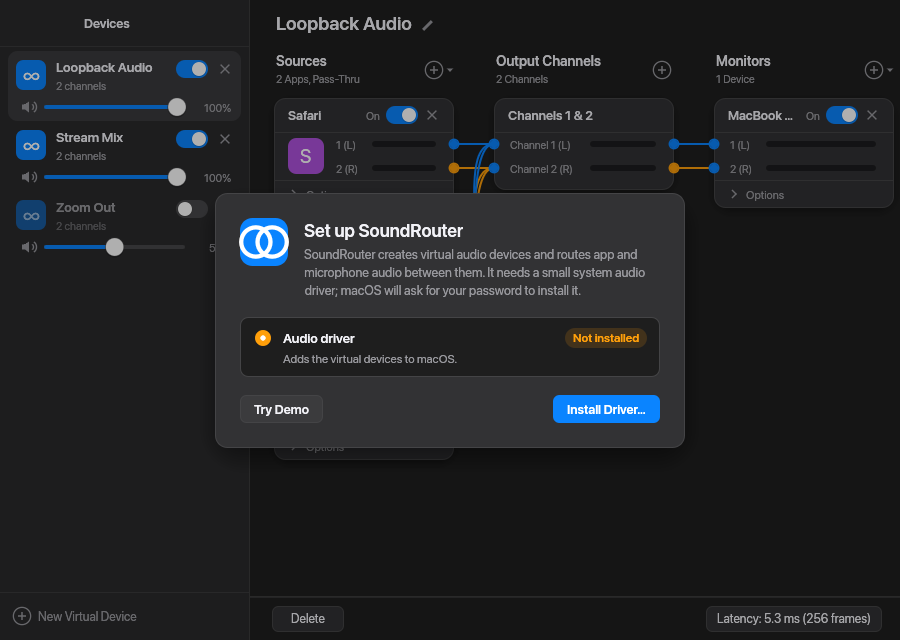 Devices
Loopback Audio
2 channels
100%
Stream Mix
2 channels
100%
Zoom Out
2 channels
Loopback Audio
Sources
2 Apps, Pass-Thru
Output Channels
2 Channels
Monitors
1 Device
Safari
On
S
1 (L)
2 (R)
Channels 1 & 2
Channel 1 (L)
Channel 2 (R)
MacBook ...
On
1 (L)
2 (R)
Options
Set up SoundRouter
SoundRouter creates virtual audio devices and routes app and
microphone audio between them. It needs a small system audio
driver; macOS will ask for your password to install it.
Audio driver
Not installed
Adds the virtual devices to macOS.
Try Demo
Install Driver...
New Virtual Device
Delete
Latency: 5.3 ms (256 frames)